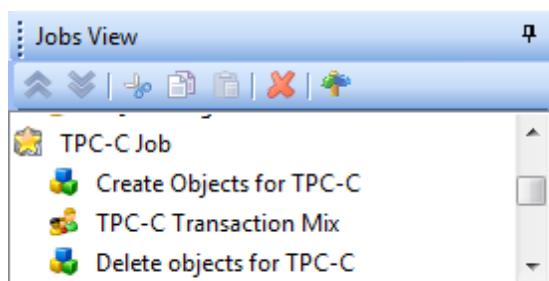 Jobs View
TPC-C Job
Create Objects for TPC-C
TPC-C Transaction Mix
Delete objects for TPC-C